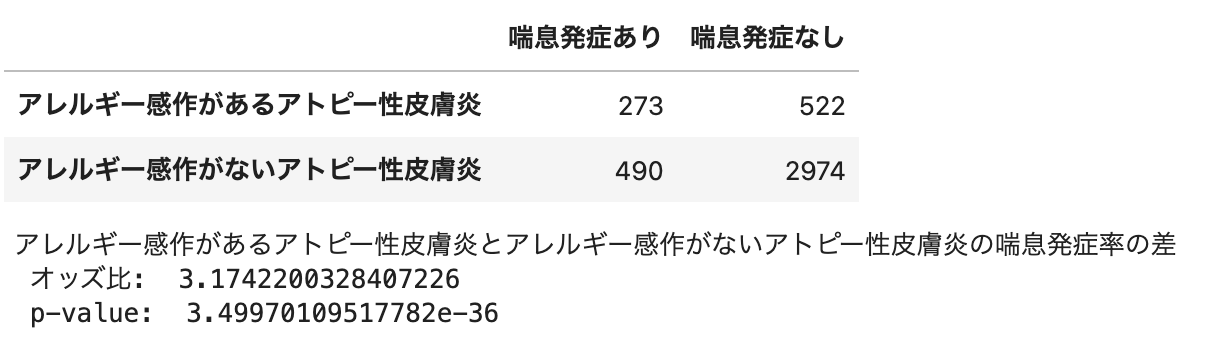 喘息発症あり 喘息発症なし
アレルギー感作があるアトピー性皮膚炎 273 522
アレルギー感作がないアトピー性皮膚炎 490 2974
アレルギー感作があるアトピー性皮膚炎とアレルギー感作がないアトピー性皮膚炎の喘息発症率の差
オッズ比: 3.1742200328407226
p-value: 3.49970109517782e-36